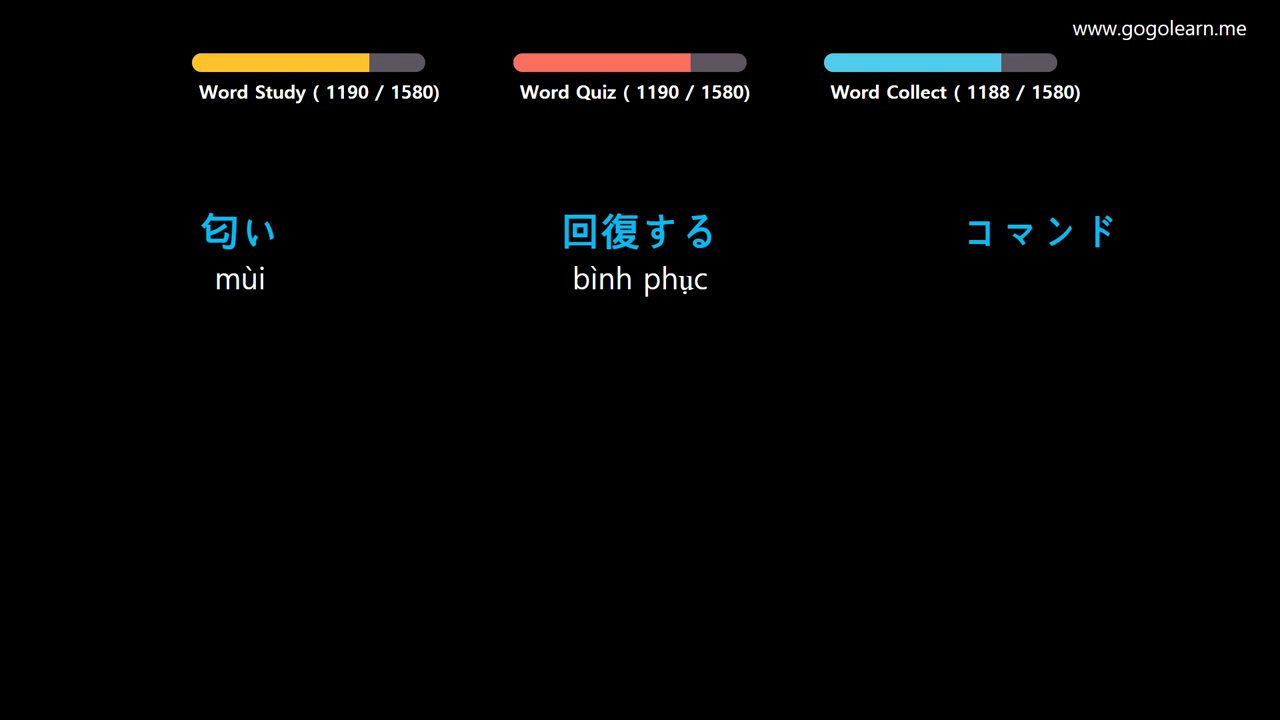 www.gogolearn.me
Word Study ( 1190 / 1580)
Word Quiz ( 1190 / 1580)
Word Collect ( 1188 / 1580)
匂い
mùi
回復する
bình phục
コマンド